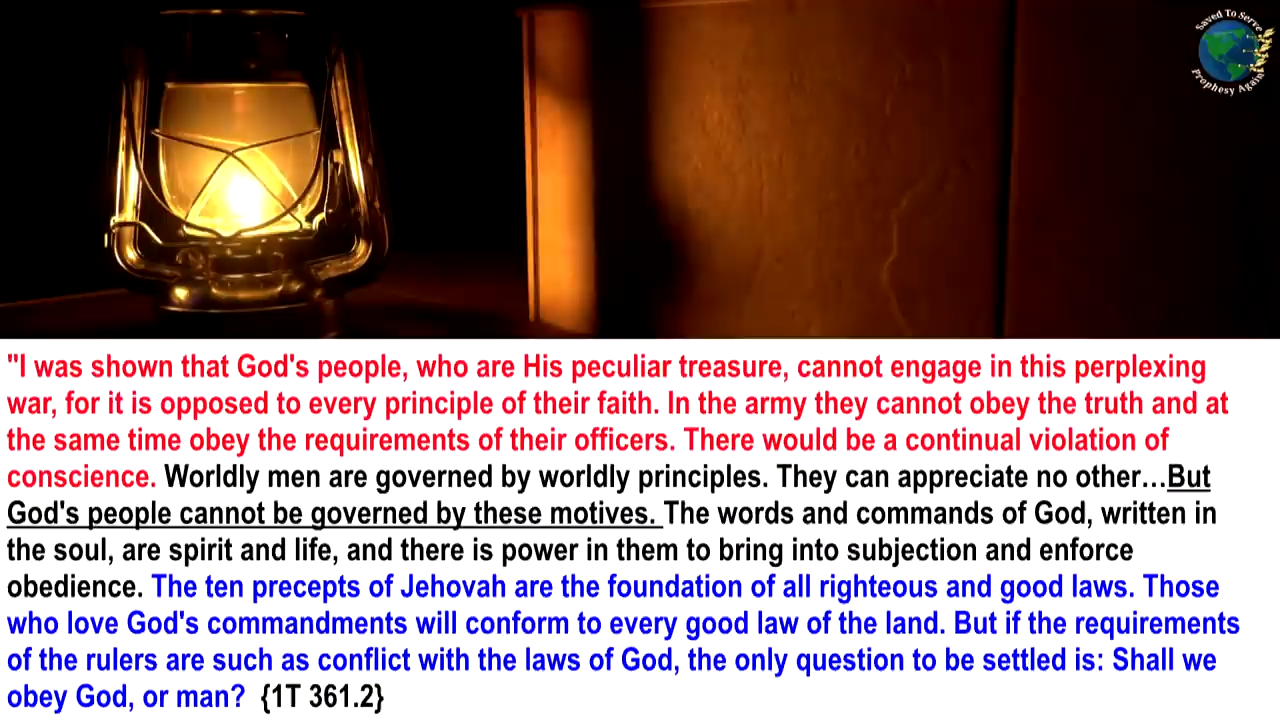 Saved To Serve
Prophesy Again
"I was shown that God's people, who are His peculiar treasure, cannot engage in this perplexing
war, for it is opposed to every principle of their faith. In the army they cannot obey the truth and at
the same time obey the requirements of their officers. There would be a continual violation of
conscience. Worldly men are governed by worldly principles. They can appreciate no other…But
God's people cannot be governed by these motives. The words and commands of God, written in
the soul, are spirit and life, and there is power in them to bring into subjection and enforce
obedience. The ten precepts of Jehovah are the foundation of all righteous and good laws. Those
who love God's commandments will conform to every good law of the land. But if the requirements
of the rulers are such as conflict with the laws of God, the only question to be settled is: Shall we
obey God, or man?  {1T 361.2}